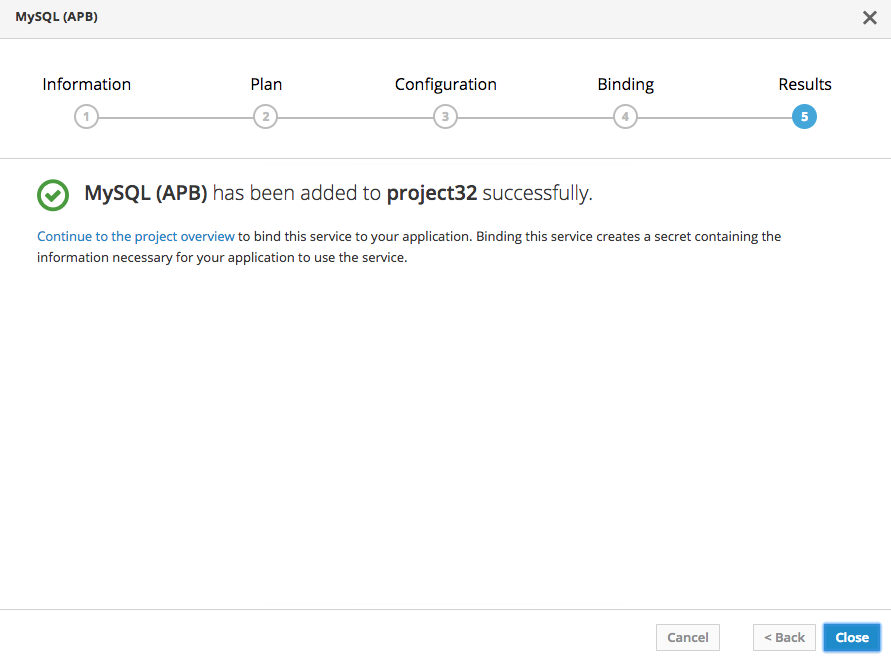 MySQL (APB)
Information Plan Configuration Binding Results
1 2 3 4 5
MySQL (APB) has been added to project32 successfully.
Continue to the project overview to bind this service to your application. Binding this service creates a secret containing the
information necessary for your application to use the service.
Cancel < Back Close